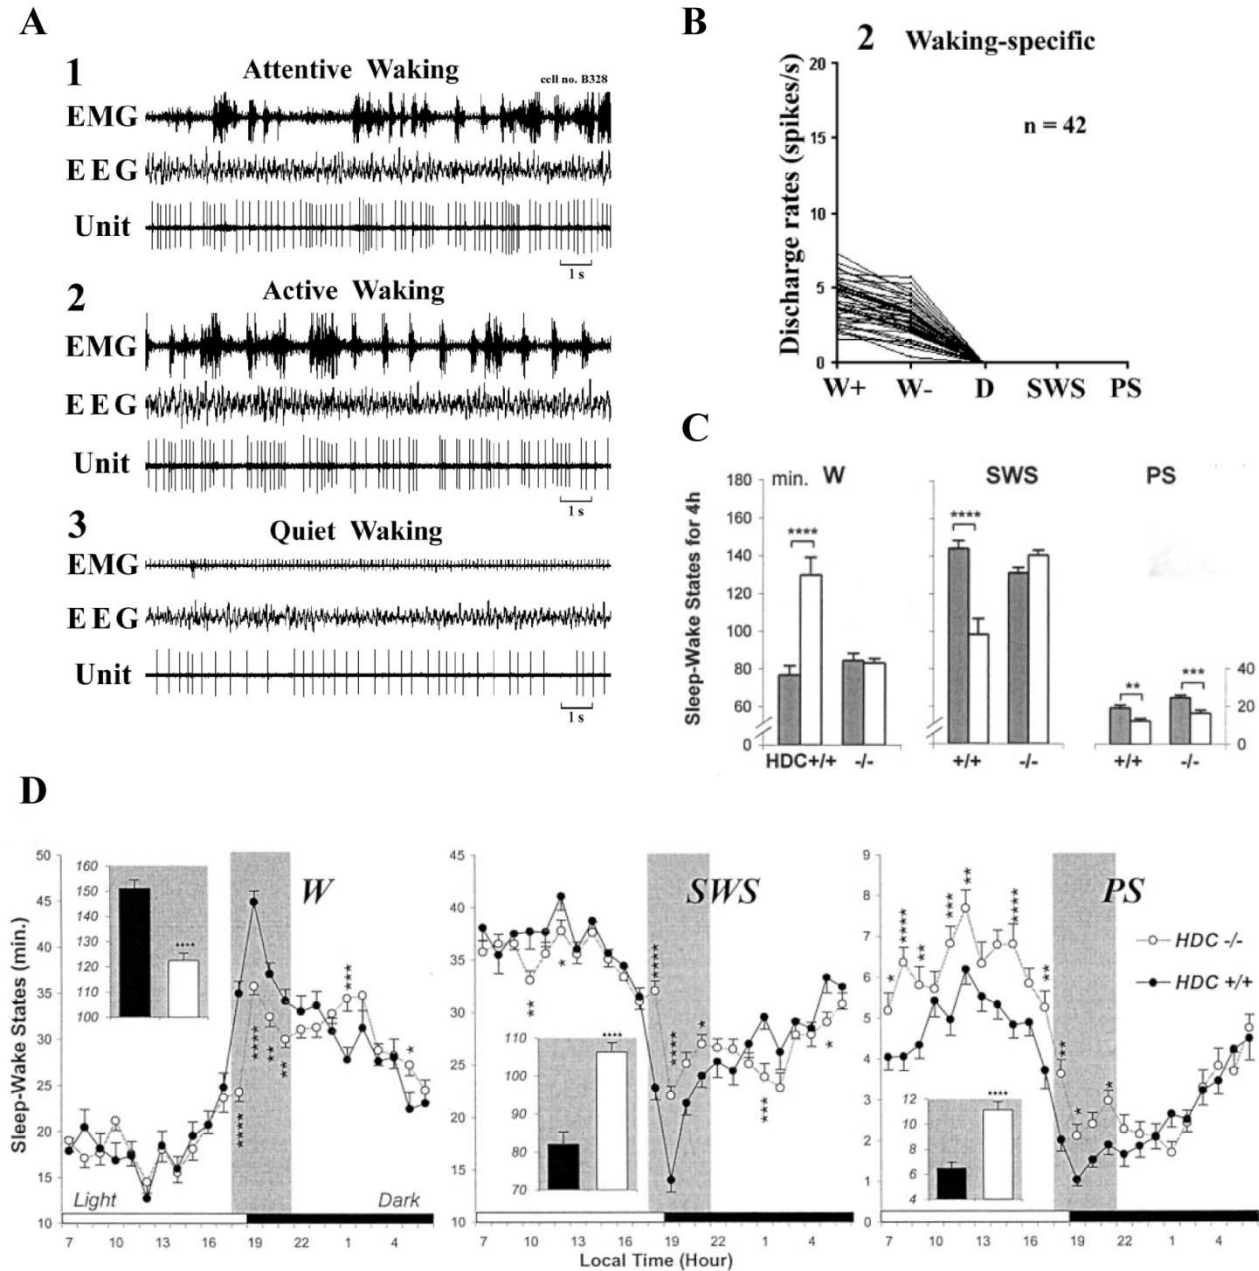 A
1 Attentive Waking
cell no. B328
EMG
EEG
Unit
1 s
2 Active Waking
EMG
EEG
Unit
1 s
3 Quiet Waking
EMG
EEG
Unit
1 s
B
2 Waking-specific
n = 42
Discharge rates (spikes/s)
20
15
10
5
0
W+ W- D SWS PS
C
min. W SWS PS
Sleep-Wake States for 4h
180
160
140
120
100
80
60
0
40
20
0
**** **** ** ***
HDC+/+ -/- +/+ -/- +/+ -/-
D
Sleep-Wake States (min.)
W
50
45
40
35
30
25
20
15
10
160
150
140
130
120
110
100
****
**** **** ** ** *** *
Light Dark
7 10 13 16 19 22 1 4
SWS
45
40
35
30
25
20
15
10
110
100
90
80
70
****
** * **** **** * *** *
7 10 13 16 19 22 1 4
Local Time (Hour)
PS
9
8
7
6
5
4
3
2
1
0
12
10
8
6
4
****
* **** ** *** ** **** ** ** * *
HDC -/-
HDC +/+
7 10 13 16 19 22 1 4